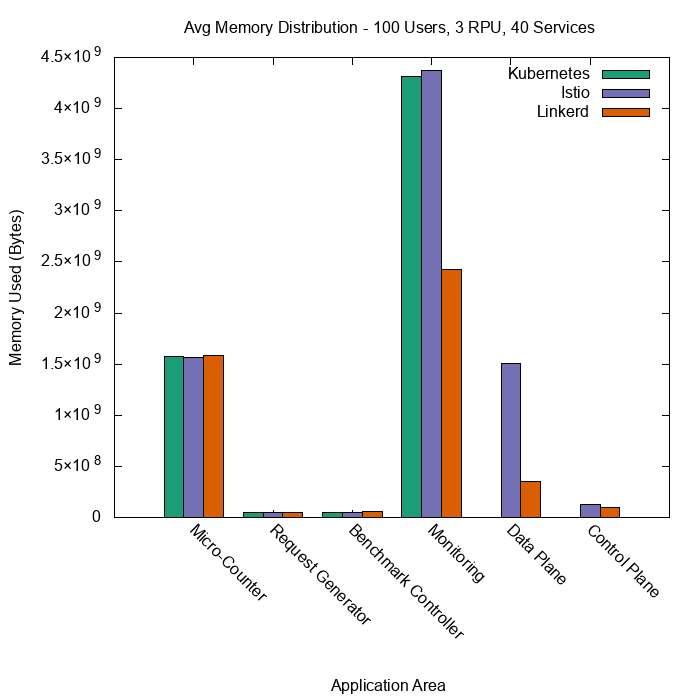 Avg Memory Distribution - 100 Users, 3 RPU, 40 Services
4.5×10⁹
4×10⁹
3.5×10⁹
3×10⁹
2.5×10⁹
2×10⁹
1.5×10⁹
1×10⁹
5×10⁸
0
Memory Used (Bytes)
Kubernetes
Istio
Linkerd
Micro-Counter
Request Generator
Benchmark Controller
Monitoring
Data Plane
Control Plane
Application Area